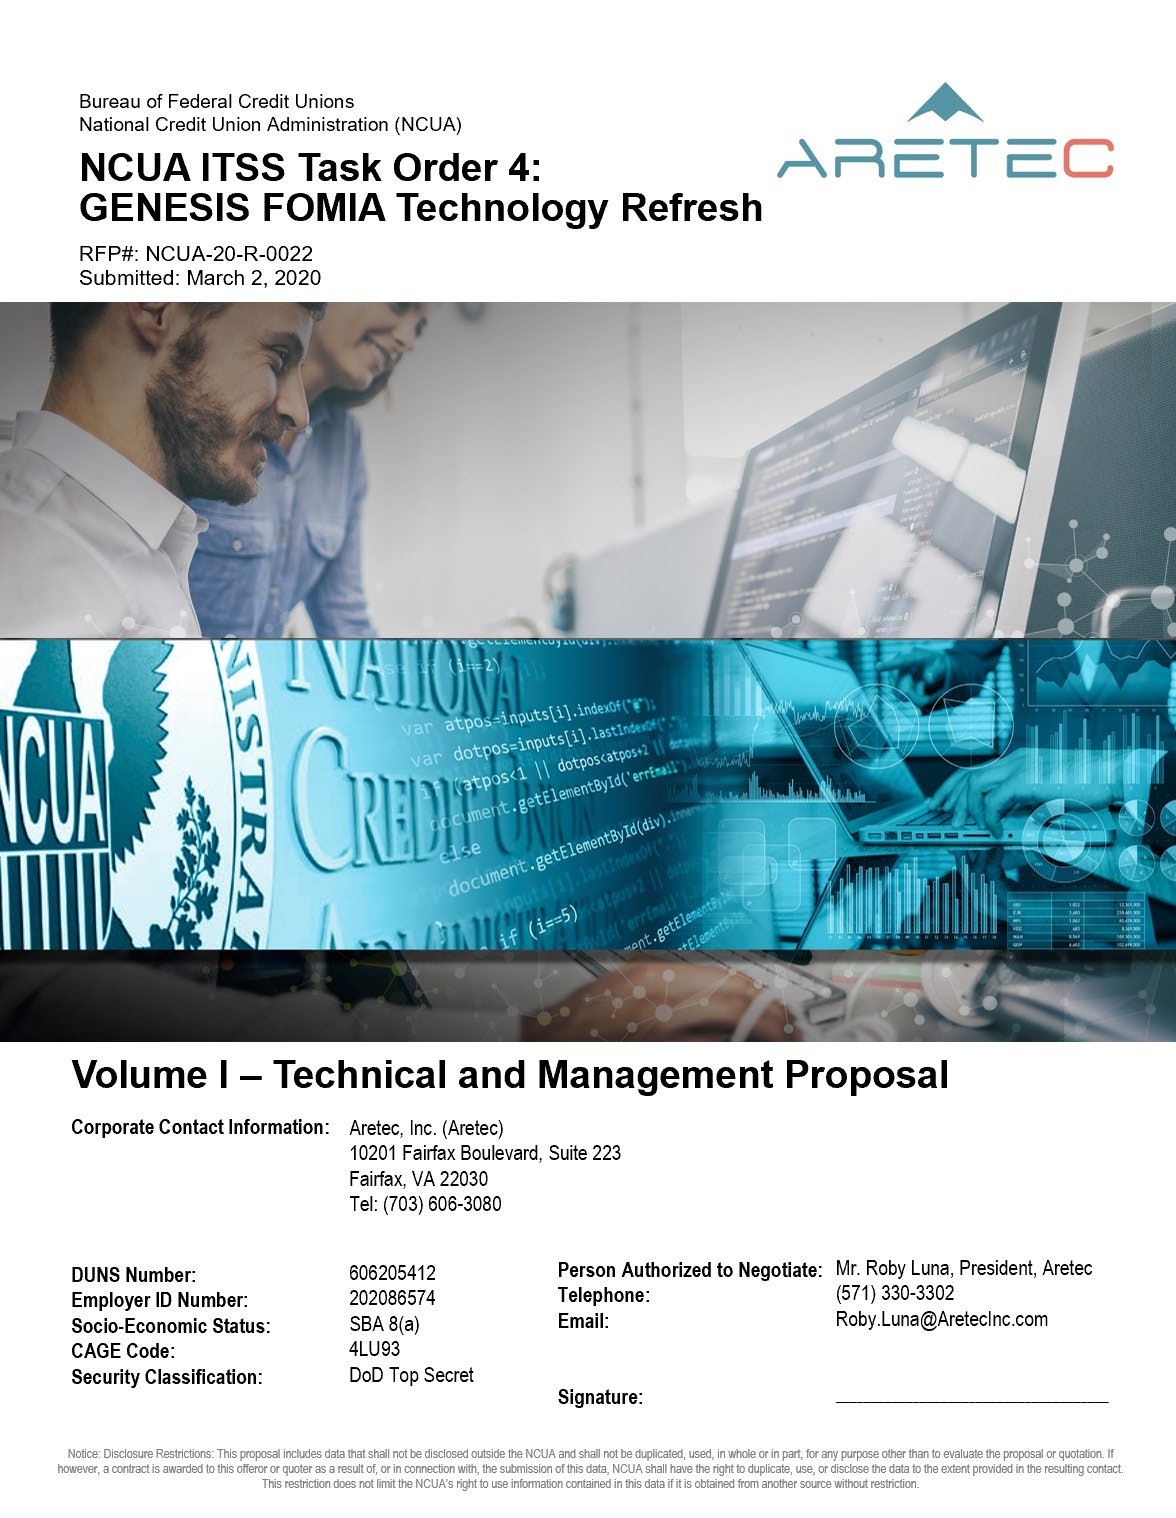 Bureau of Federal Credit Unions
National Credit Union Administration (NCUA)
NCUA ITSS Task Order 4:
GENESIS FOMIA Technology Refresh
RFP#: NCUA-20-R-0022
Submitted: March 2, 2020
ARETEC
NCUA
NISTRAT
NATIONAL
CREDIT UNION
.getElementById(div).
else if (i==2)
var atpos=inputs[i].indexOf("@");
var dotpos=inputs[i].lastIndexOf(".");
if (atpos<1 || dotpos<atpos+2 ||
document.getElementById('errEmail')
document.getElementById(div).inner
else
document.getElementById(div).inner
if (i==5)
Volume I – Technical and Management Proposal
Corporate Contact Information: Aretec, Inc. (Aretec)
10201 Fairfax Boulevard, Suite 223
Fairfax, VA 22030
Tel: (703) 606-3080
DUNS Number: 606205412
Employer ID Number: 202086574
Socio-Economic Status: SBA 8(a)
CAGE Code: 4LU93
Security Classification: DoD Top Secret
Person Authorized to Negotiate: Mr. Roby Luna, President, Aretec
Telephone: (571) 330-3302
Email: Roby.Luna@AretecInc.com
Signature:
Notice: Disclosure Restrictions: This proposal includes data that shall not be disclosed outside the NCUA and shall not be duplicated, used, in whole or in part, for any purpose other than to evaluate the proposal or quotation. If
however, a contract is awarded to this offeror or quoter as a result of, or in connection with, the submission of this data, NCUA shall have the right to duplicate, use, or disclose the data to the extent provided in the resulting contact.
This restriction does not limit the NCUA's right to use information contained in this data if it is obtained from another source without restriction.